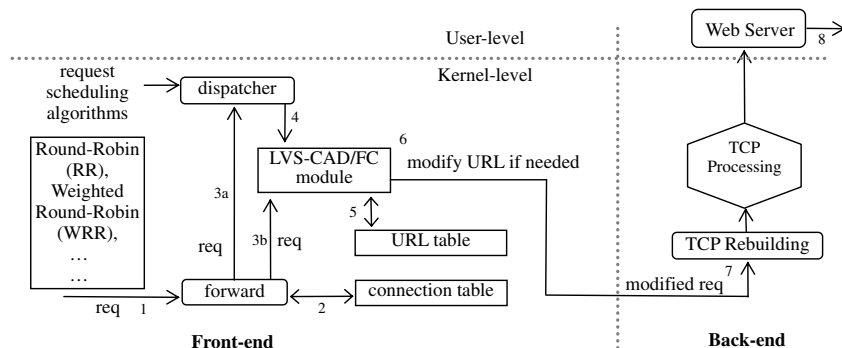 Web Server
8
User-level
Kernel-level
request
scheduling
algorithms
dispatcher
4
6
LVS-CAD/FC
module
modify URL if needed
TCP
Processing
Round-Robin
(RR),
Weighted
Round-Robin
(WRR),
…
…
3a
5
3b
req
req
URL table
TCP Rebuilding
7
forward
connection table
modified req
req
1
2
Front-end
Back-end